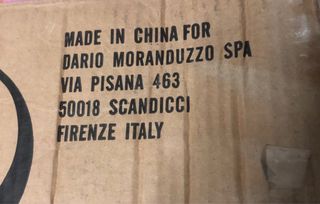 MADE IN CHINA FOR
DARIO MORANDUZZO SPA
VIA PISANA 463
50018 SCANDICCI
FIRENZE ITALY